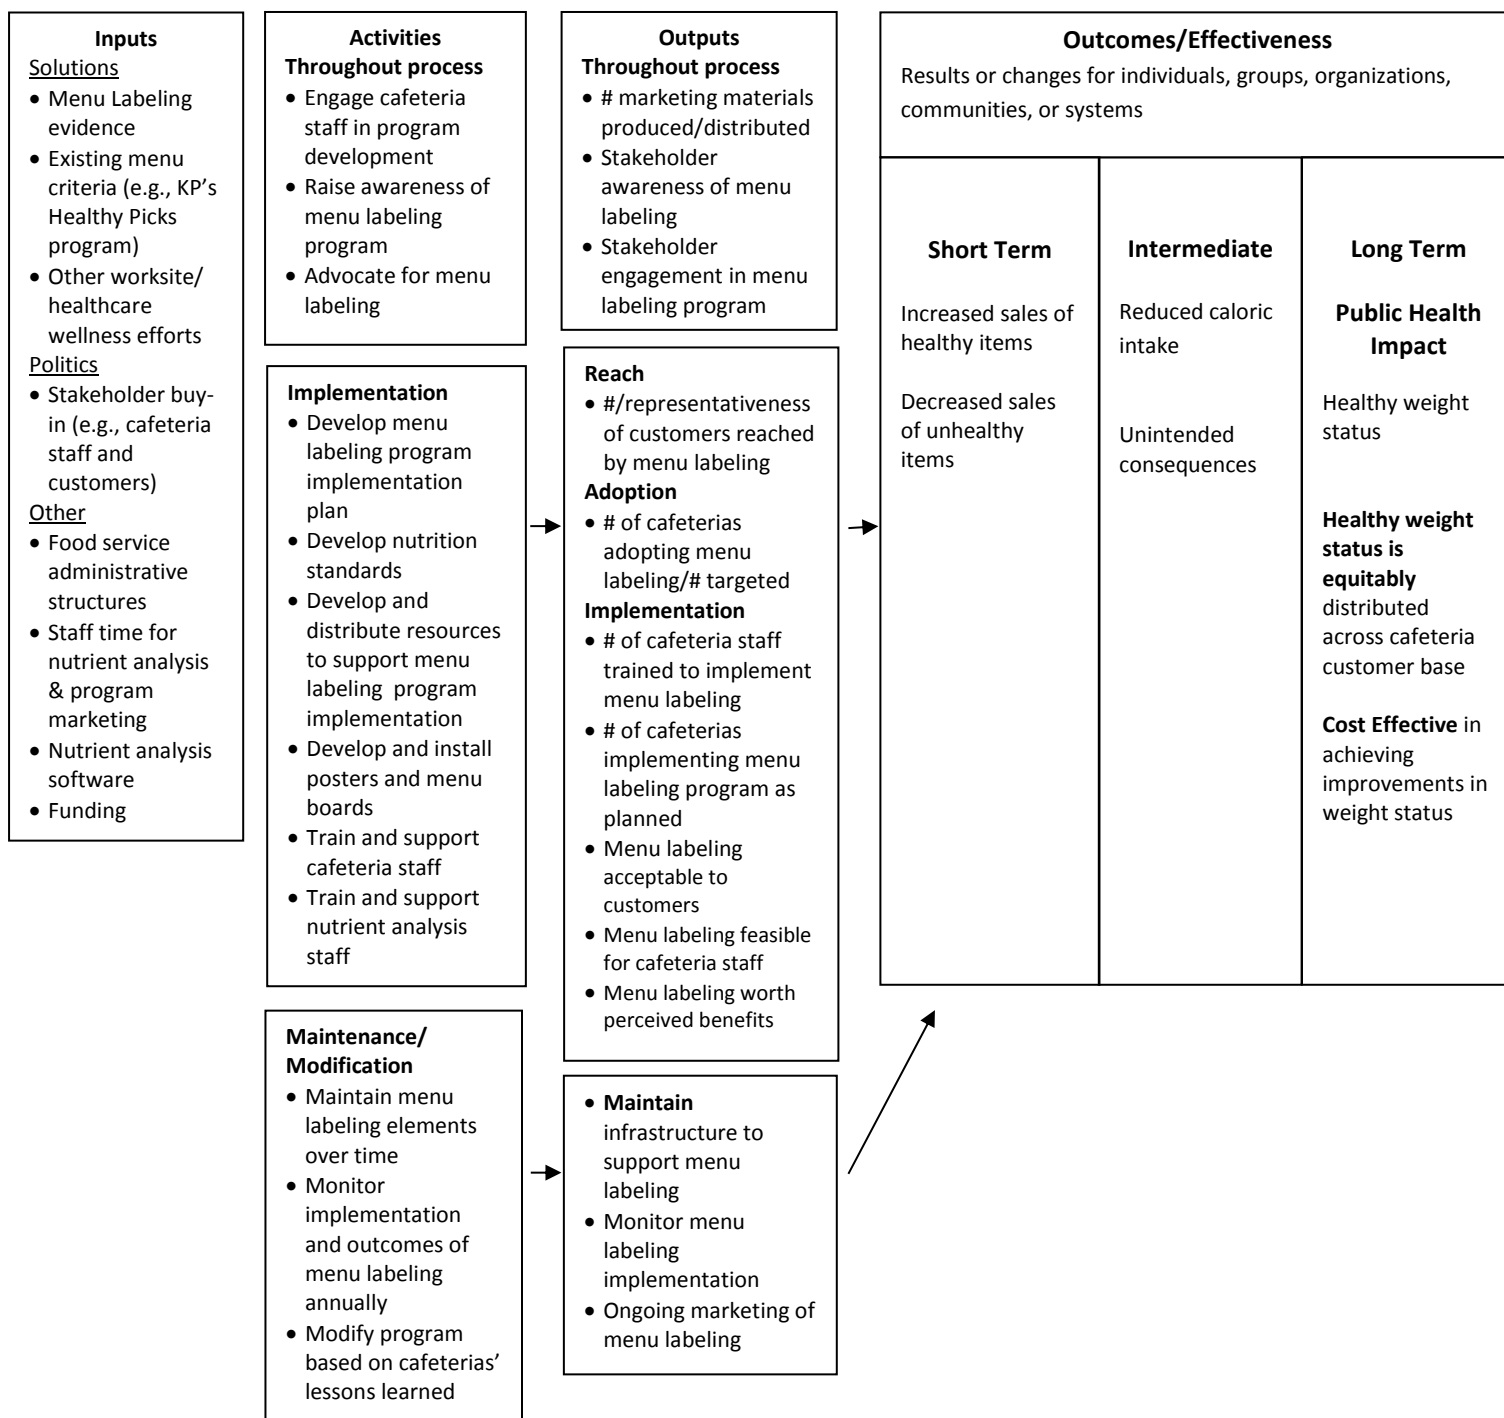 Inputs
Solutions
• Menu Labeling
evidence
• Existing menu
criteria (e.g., KP’s
Healthy Picks
program)
• Other worksite/
healthcare
wellness efforts
Politics
• Stakeholder buy-
in (e.g., cafeteria
staff and
customers)
Other
• Food service
administrative
structures
• Staff time for
nutrient analysis
& program
marketing
• Nutrient analysis
software
• Funding
Activities
Throughout process
• Engage cafeteria
staff in program
development
• Raise awareness of
menu labeling
program
• Advocate for menu
labeling
Implementation
• Develop menu
labeling program
implementation
plan
• Develop nutrition
standards
• Develop and
distribute resources
to support menu
labeling program
implementation
• Develop and install
posters and menu
boards
• Train and support
cafeteria staff
• Train and support
nutrient analysis
staff
Maintenance/
Modification
• Maintain menu
labeling elements
over time
• Monitor
implementation
and outcomes of
menu labeling
annually
• Modify program
based on cafeterias’
lessons learned
Outputs
Throughout process
• # marketing materials
produced/distributed
• Stakeholder
awareness of menu
labeling
• Stakeholder
engagement in menu
labeling program
Reach
• #/representativeness
of customers reached
by menu labeling
Adoption
• # of cafeterias
adopting menu
labeling/# targeted
Implementation
• # of cafeteria staff
trained to implement
menu labeling
• # of cafeterias
implementing menu
labeling program as
planned
• Menu labeling
acceptable to
customers
• Menu labeling feasible
for cafeteria staff
• Menu labeling worth
perceived benefits
• Maintain
infrastructure to
support menu
labeling
• Monitor menu
labeling
implementation
• Ongoing marketing of
menu labeling
Outcomes/Effectiveness
Results or changes for individuals, groups, organizations,
communities, or systems
Short Term
Increased sales of
healthy items
Decreased sales
of unhealthy
items
Intermediate
Reduced caloric
intake
Unintended
consequences
Long Term
Public Health
Impact
Healthy weight
status
Healthy weight
status is
equitably
distributed
across cafeteria
customer base
Cost Effective in
achieving
improvements in
weight status